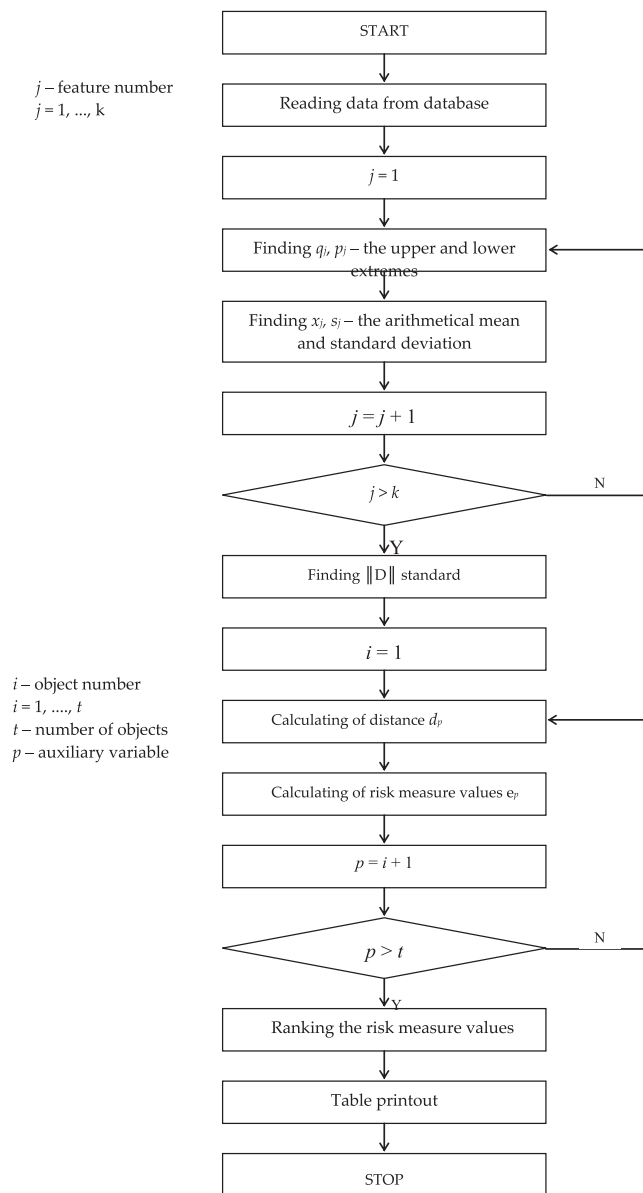 START
j – feature number
j = 1, ..., k
Reading data from database
j = 1
Finding qj, pj – the upper and lower
extremes
Finding xj, sj – the arithmetical mean
and standard deviation
j = j + 1
j > k
N
Y
Finding ‖D‖ standard
i = 1
i – object number
i = 1, ...., t
t – number of objects
p – auxiliary variable
Calculating of distance dp
Calculating of risk measure values ep
p = i + 1
p > t
N
Y
Ranking the risk measure values
Table printout
STOP